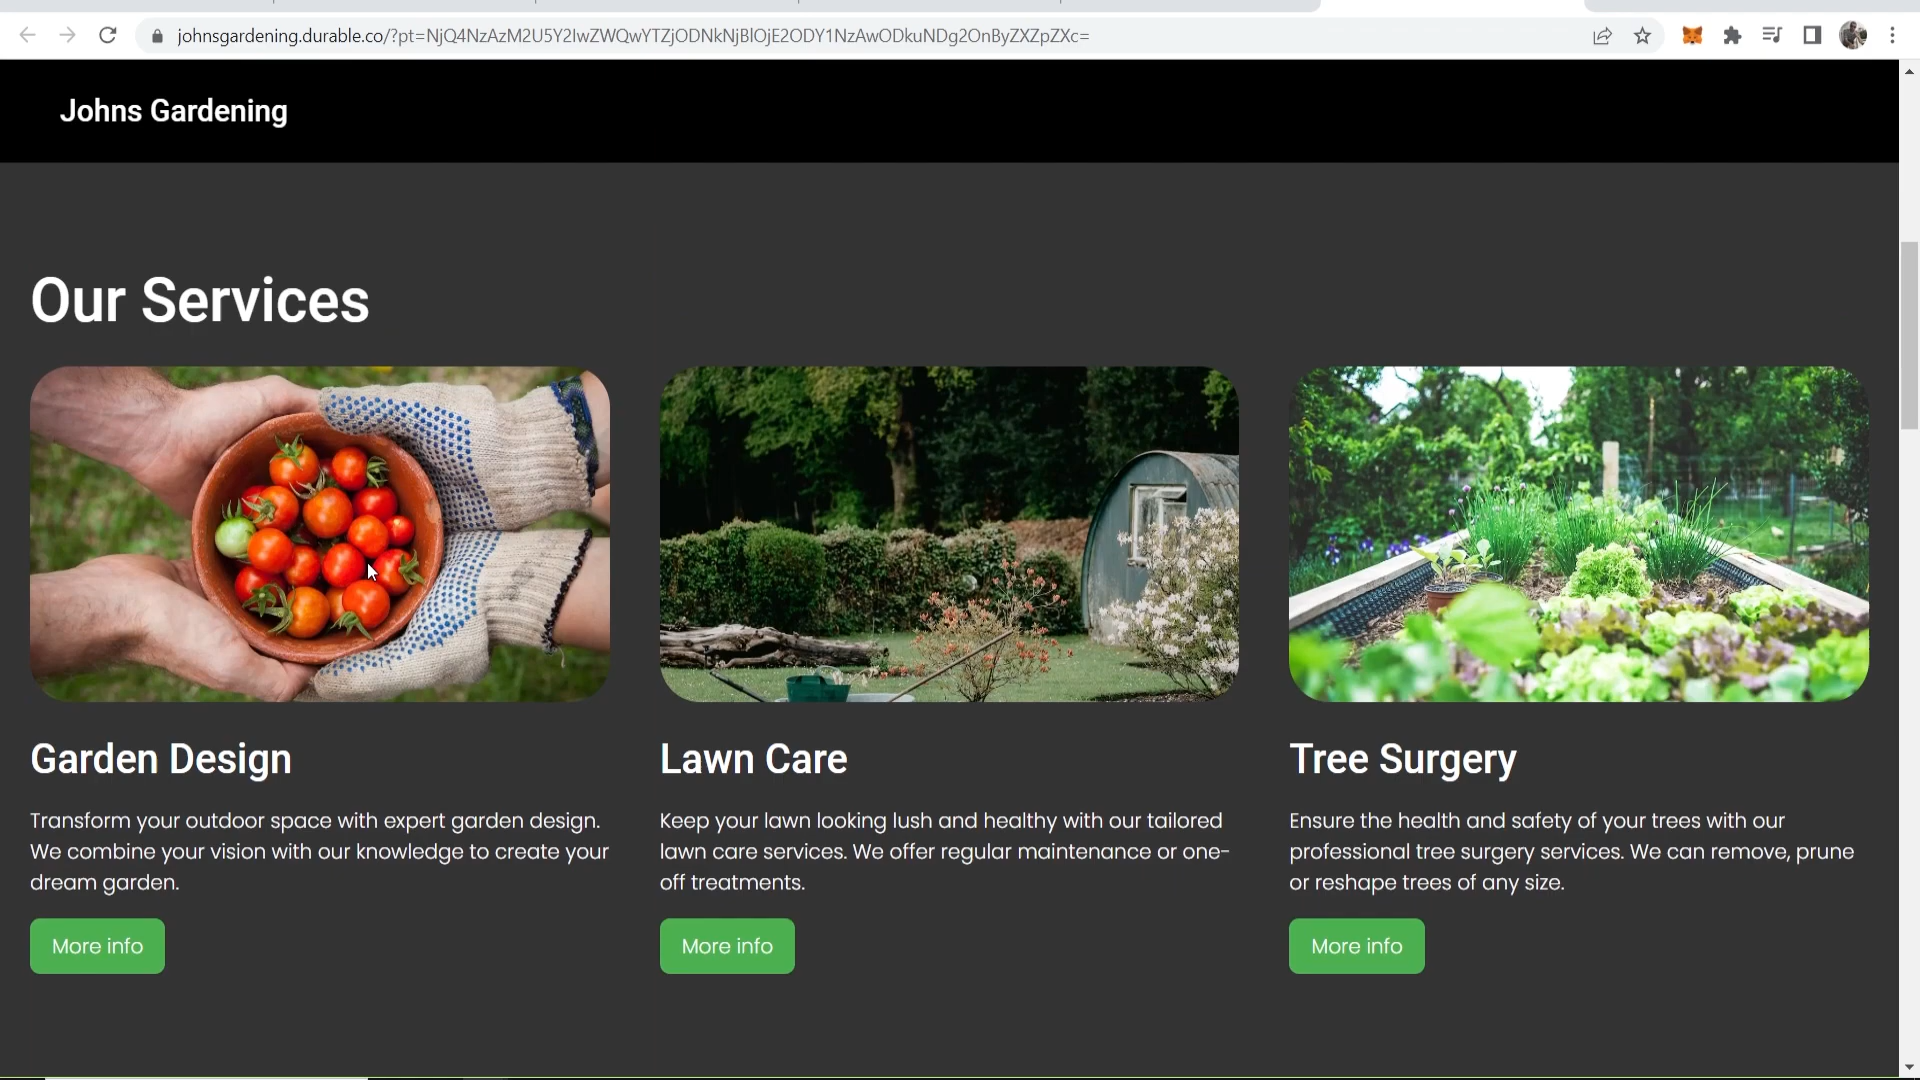 johnsgardening.durable.co/?pt=NjQ4NzAzM2U5Y2IwZWQwYTZjODNkNjBlOjE2ODY1NzAwODkuNDg2OnByZXZpZXc=
Johns Gardening
Our Services
Garden Design
Transform your outdoor space with expert garden design.
We combine your vision with our knowledge to create your
dream garden.
More info
Lawn Care
Keep your lawn looking lush and healthy with our tailored
lawn care services. We offer regular maintenance or one-
off treatments.
More info
Tree Surgery
Ensure the health and safety of your trees with our
professional tree surgery services. We can remove, prune
or reshape trees of any size.
More info